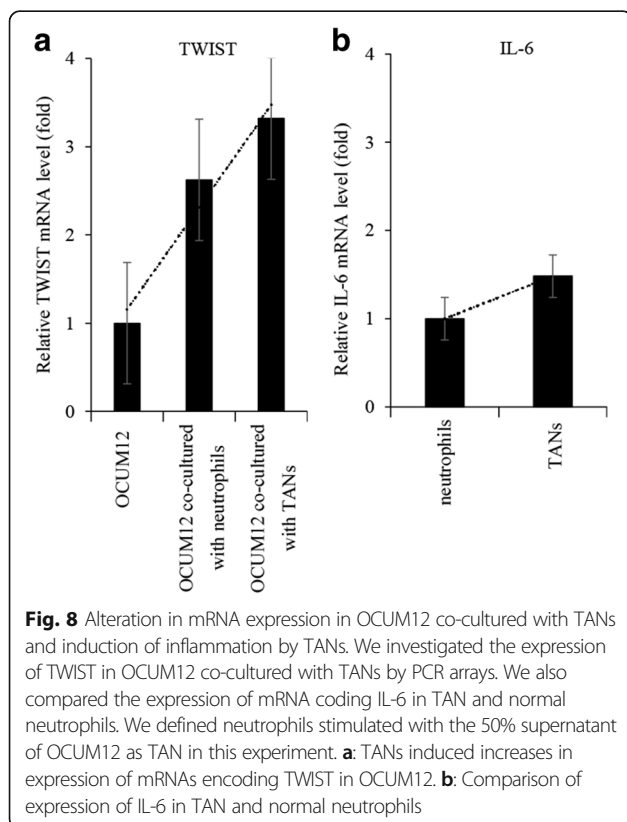 a
TWIST
Relative TWIST mRNA level (fold)
4
3
2
1
0
OCUM12
OCUM12 co-cultured
with neutrophils
OCUM12 co-cultured
with TANs
b
IL-6
Relative IL-6 mRNA level (fold)
4
3
2
1
0
neutrophils
TANs
Fig. 8 Alteration in mRNA expression in OCUM12 co-cultured with TANs
and induction of inflammation by TANs. We investigated the expression
of TWIST in OCUM12 co-cultured with TANs by PCR arrays. We also
compared the expression of mRNA coding IL-6 in TAN and normal
neutrophils. We defined neutrophils stimulated with the 50% supernatant
of OCUM12 as TAN in this experiment. a: TANs induced increases in
expression of mRNAs encoding TWIST in OCUM12. b: Comparison of
expression of IL-6 in TAN and normal neutrophils